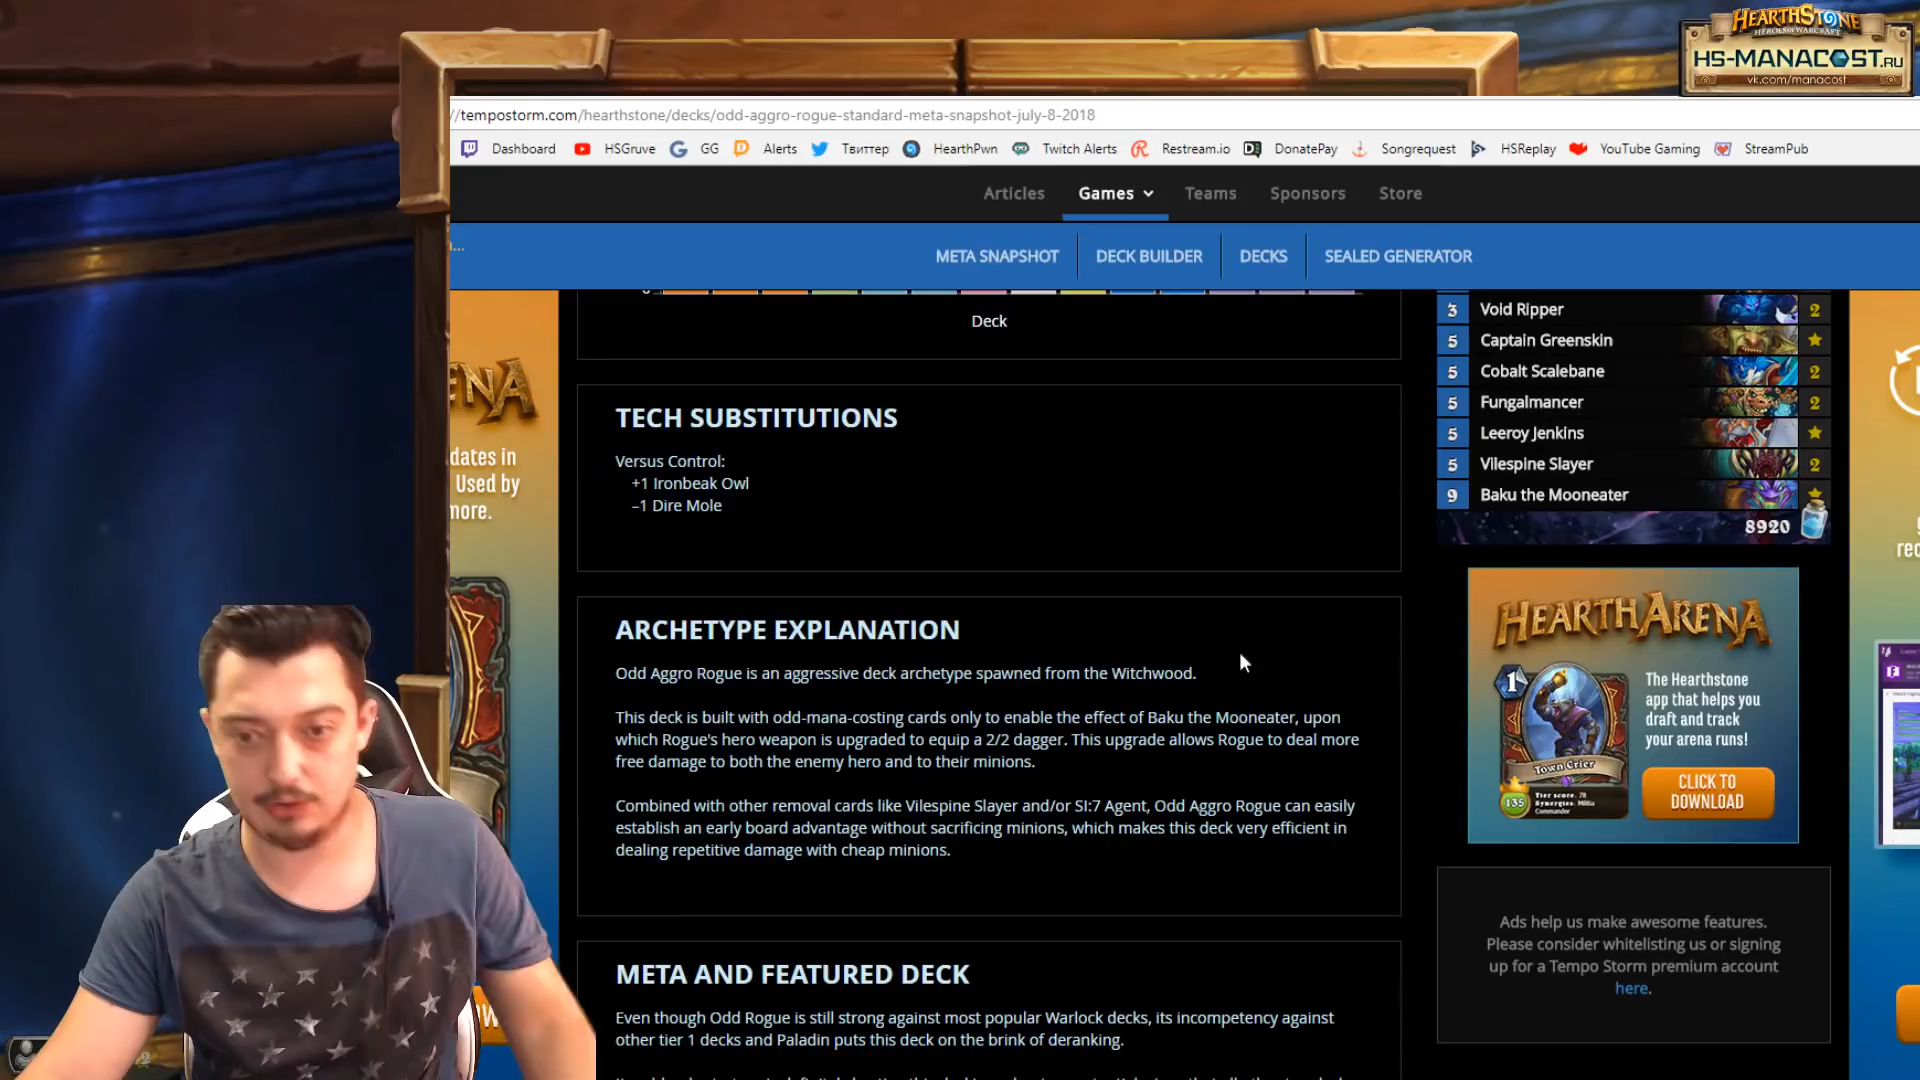 HEARTHSTONE
HEROES OF WARCRAFT
HS-MANACOST.RU
vk.com/manacost
//tempostorm.com/hearthstone/decks/odd-aggro-rogue-standard-meta-snapshot-july-8-2018
Dashboard HSGruve GG Alerts Твиттер HearthPwn Twitch Alerts Restream.io DonatePay Songrequest HSReplay YouTube Gaming StreamPub
Articles Games Teams Sponsors Store
META SNAPSHOT DECK BUILDER DECKS SEALED GENERATOR
Deck
3 Void Ripper 2
5 Captain Greenskin
5 Cobalt Scalebane 2
5 Fungalmancer 2
5 Leeroy Jenkins
5 Vilespine Slayer 2
9 Baku the Mooneater
8920
TECH SUBSTITUTIONS
Versus Control:
+1 Ironbeak Owl
–1 Dire Mole
ENA
dates in
Used by
more.
ARCHETYPE EXPLANATION
Odd Aggro Rogue is an aggressive deck archetype spawned from the Witchwood.
This deck is built with odd-mana-costing cards only to enable the effect of Baku the Mooneater, upon
which Rogue's hero weapon is upgraded to equip a 2/2 dagger. This upgrade allows Rogue to deal more
free damage to both the enemy hero and to their minions.
Combined with other removal cards like Vilespine Slayer and/or SI:7 Agent, Odd Aggro Rogue can easily
establish an early board advantage without sacrificing minions, which makes this deck very efficient in
dealing repetitive damage with cheap minions.
HEARTHARENA
1
Town Crier
135
Tier score: 78
The Hearthstone
app that helps you
draft and track
your arena runs!
CLICK TO
DOWNLOAD
Ads help us make awesome features.
Please consider whitelisting us or signing
up for a Tempo Storm premium account
here.
META AND FEATURED DECK
Even though Odd Rogue is still strong against most popular Warlock decks, its incompetency against
other tier 1 decks and Paladin puts this deck on the brink of deranking.